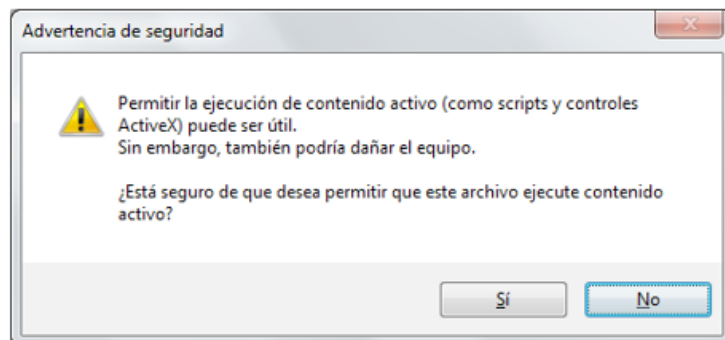 Advertencia de seguridad
Permitir la ejecución de contenido activo (como scripts y controles
ActiveX) puede ser útil.
Sin embargo, también podría dañar el equipo.
¿Está seguro de que desea permitir que este archivo ejecute contenido
activo?
Sí
No